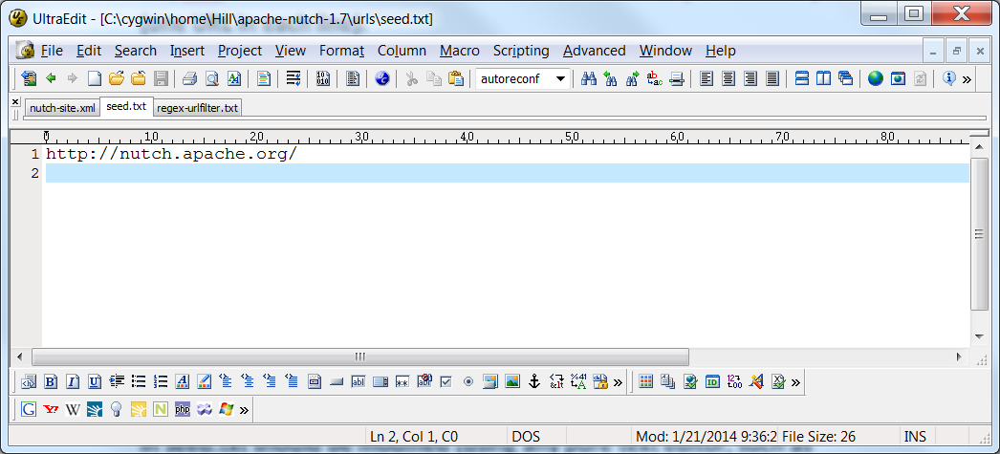 UltraEdit - [C:\cygwin\home\Hill\apache-nutch-1.7\urls\seed.txt]
File Edit Search Insert Project View Format Column Macro Scripting Advanced Window Help
autoreconf
nutch-site.xml seed.txt regex-urlfilter.txt
0 10 20 30 40 50 60 70 80
1 http://nutch.apache.org/
2
Ln 2, Col 1, C0 DOS Mod: 1/21/2014 9:36:2 File Size: 26 INS